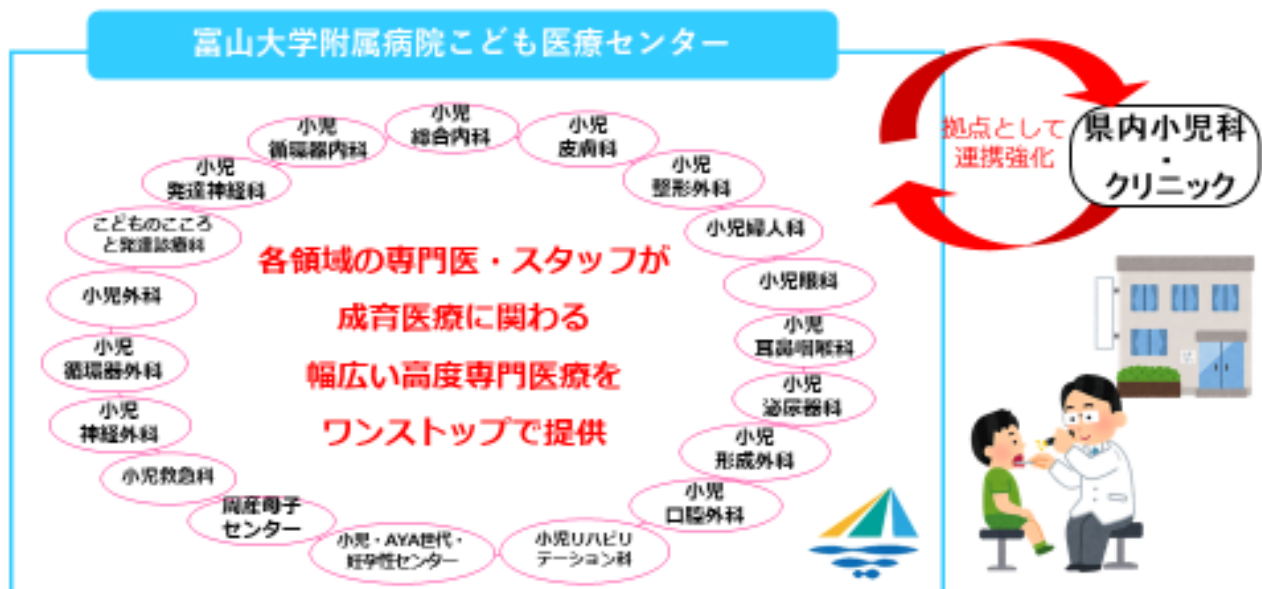 富山大学附属病院こども医療センター
小児
総合内科
小児
皮膚科
小児
整形外科
小児婦人科
小児眼科
小児
耳鼻咽喉科
小児
泌尿器科
小児
形成外科
小児
口腔外科
小児リハビリ
テーション科
小児・AYA世代・
妊孕性センター
周産母子
センター
小児救急科
小児
神経外科
小児
循環器外科
小児外科
こどものこころ
と発達診療科
小児
発達神経科
小児
循環器内科
各領域の専門医・スタッフが
成育医療に関わる
幅広い高度専門医療を
ワンストップで提供
拠点として
連携強化
県内小児科
・
クリニック